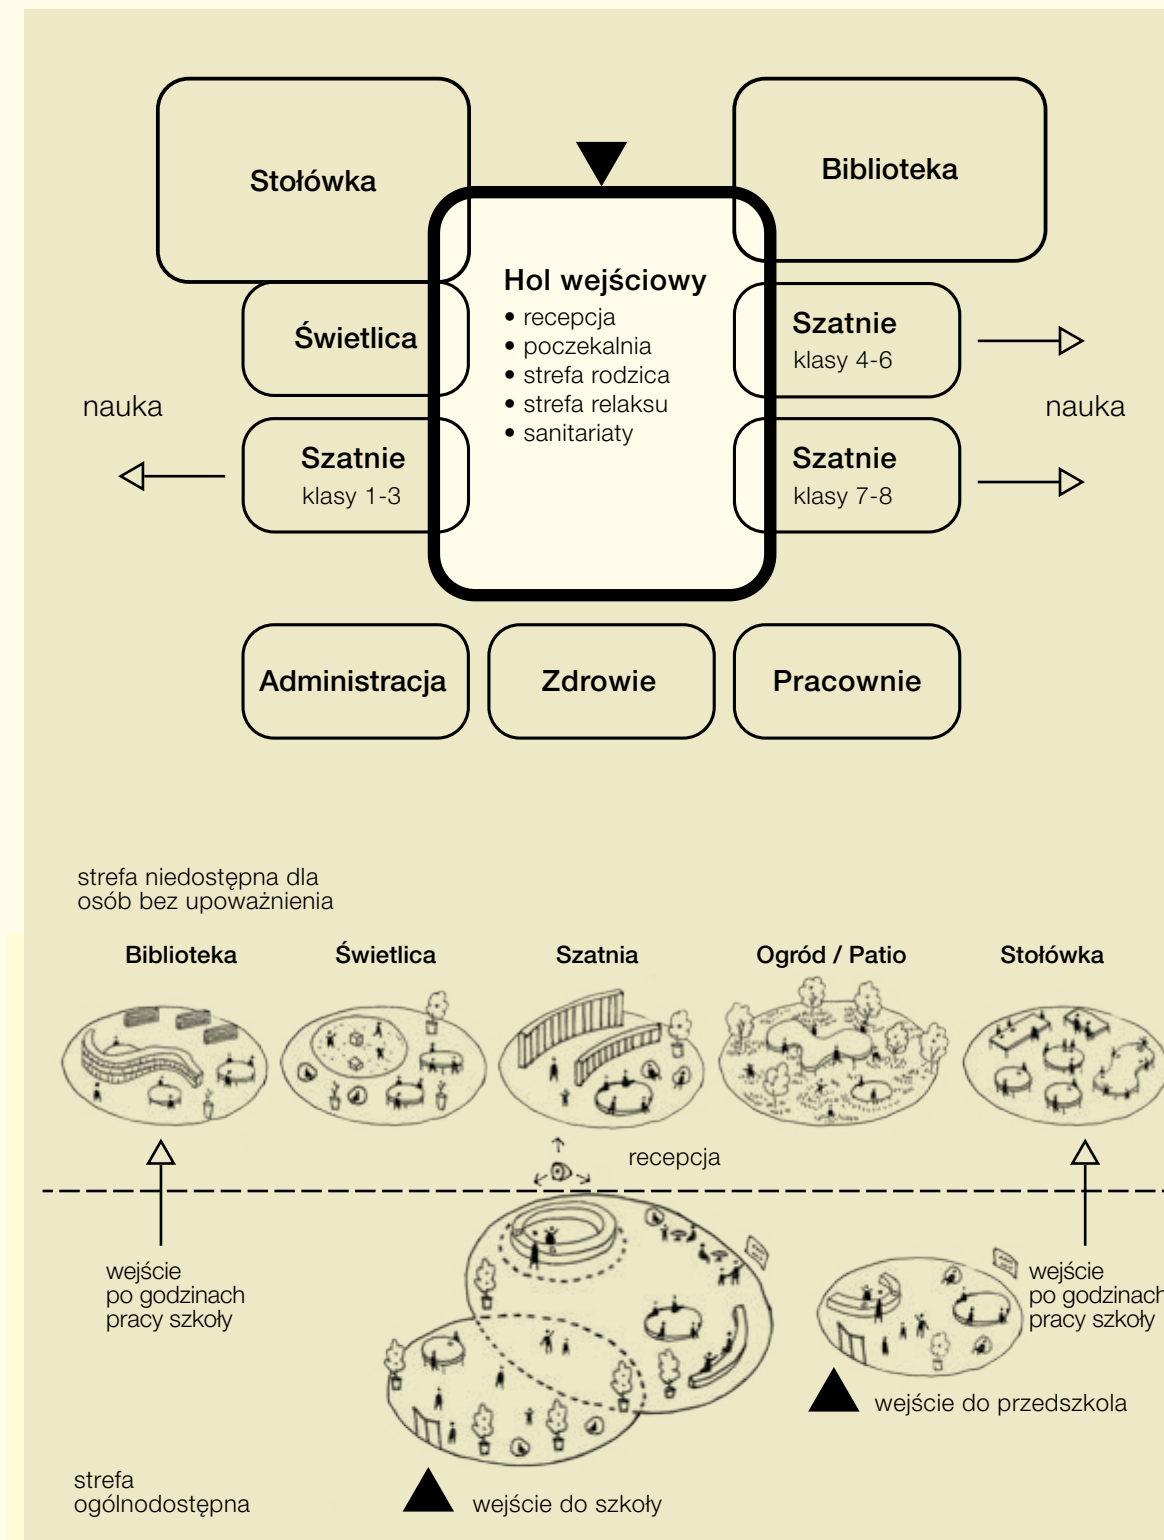 Stołówka
Biblioteka
Hol wejściowy
• recepcja
• poczekalnia
• strefa rodzica
• strefa relaksu
• sanitariaty
Świetlica
Szatnie
klasy 4-6
nauka
nauka
Szatnie
klasy 1-3
Szatnie
klasy 7-8
Administracja
Zdrowie
Pracownie
strefa niedostępna dla
osób bez upoważnienia
Biblioteka
Świetlica
Szatnia
Ogród / Patio
Stołówka
recepcja
wejście
po godzinach
pracy szkoły
wejście
po godzinach
pracy szkoły
wejście do przedszkola
strefa
ogólnodostępna
wejście do szkoły